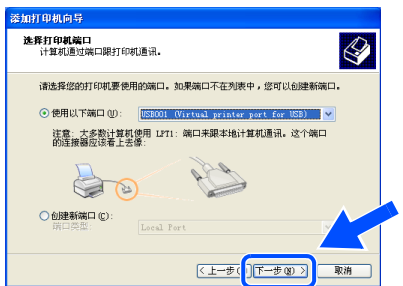 添加打印机向导
选择打印机端口
计算机通过端口跟打印机通讯。
请选择您的打印机要使用的端口。如果端口不在列表中，您可以创建新端口。
使用以下端口(U):
USB001 (Virtual printer port for USB)
注意: 大多数计算机使用 LPT1: 端口来跟本地计算机通讯。这个端口
的连接器应该看上去像:
创建新端口(C):
端口类型:
Local Port
<上一步(
下一步(N) >
取消